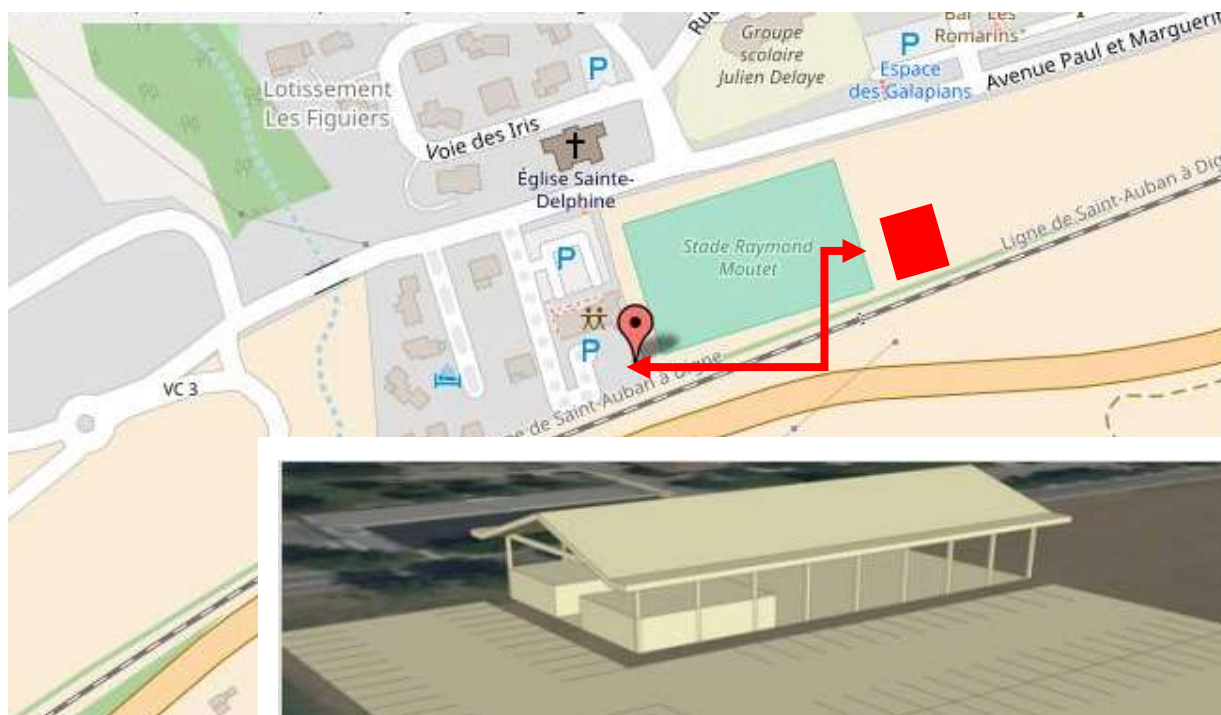 Bar "Les
Romarins"
Groupe
scolaire
Julien Delaye
P
Espace
des Galapians
Avenue Paul et Marguerit
P
Lotissement
Les Figuiers
Voie des Iris
Église Sainte-
Delphine
Ligne de Saint-Auban à Dig
Stade Raymond
Moutet
P
P
ne de Saint-Auban à Digne
VC 3